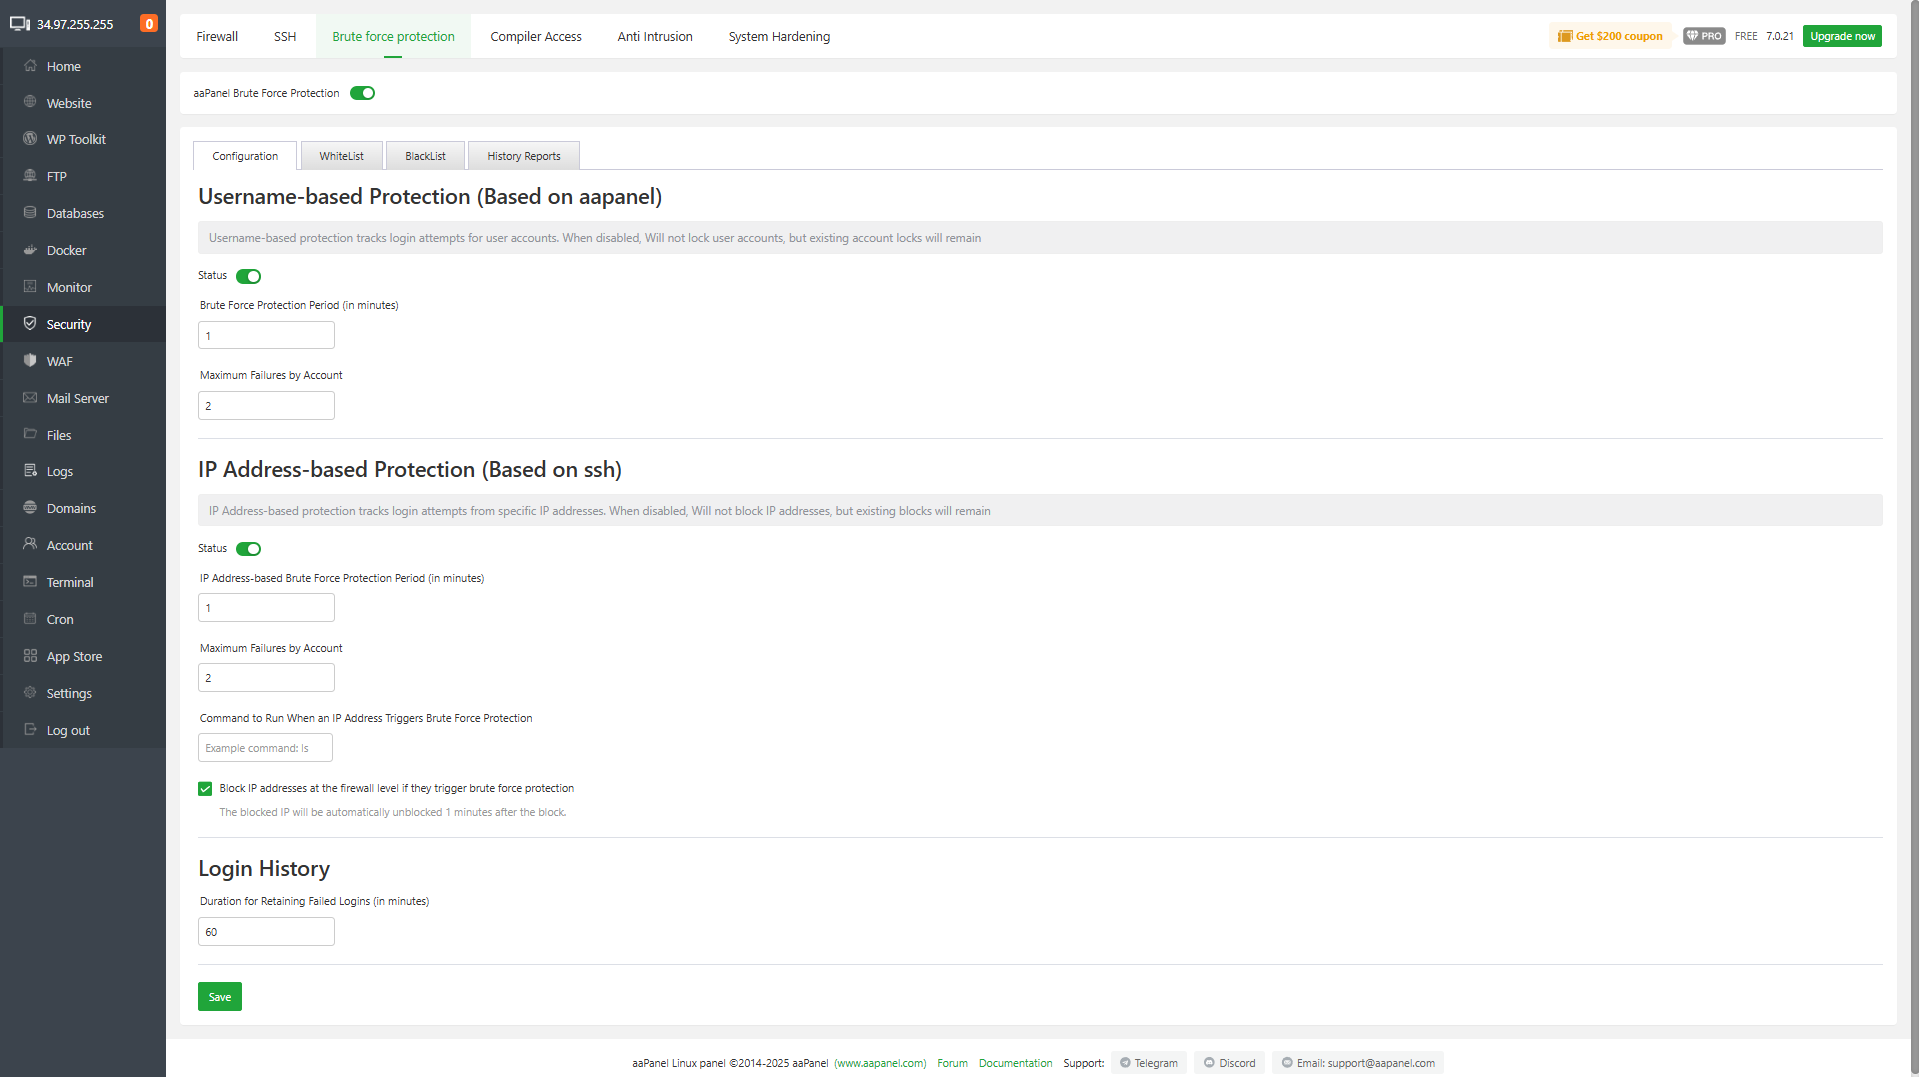 34.97.255.255
0
Home
Website
WP Toolkit
FTP
Databases
Docker
Monitor
Security
WAF
Mail Server
Files
Logs
Domains
Account
Terminal
Cron
App Store
Settings
Log out
Firewall SSH Brute force protection Compiler Access Anti Intrusion System Hardening
Get $200 coupon PRO FREE 7.0.21 Upgrade now
aaPanel Brute Force Protection
Configuration WhiteList BlackList History Reports
Username-based Protection (Based on aapanel)
Username-based protection tracks login attempts for user accounts. When disabled, Will not lock user accounts, but existing account locks will remain
Status
Brute Force Protection Period (in minutes)
1
Maximum Failures by Account
2
IP Address-based Protection (Based on ssh)
IP Address-based protection tracks login attempts from specific IP addresses. When disabled, Will not block IP addresses, but existing blocks will remain
Status
IP Address-based Brute Force Protection Period (in minutes)
1
Maximum Failures by Account
2
Command to Run When an IP Address Triggers Brute Force Protection
Example command: ls
Block IP addresses at the firewall level if they trigger brute force protection
The blocked IP will be automatically unblocked 1 minutes after the block.
Login History
Duration for Retaining Failed Logins (in minutes)
60
Save
aaPanel Linux panel ©2014-2025 aaPanel (www.aapanel.com) Forum Documentation Support: Telegram Discord Email: support@aapanel.com